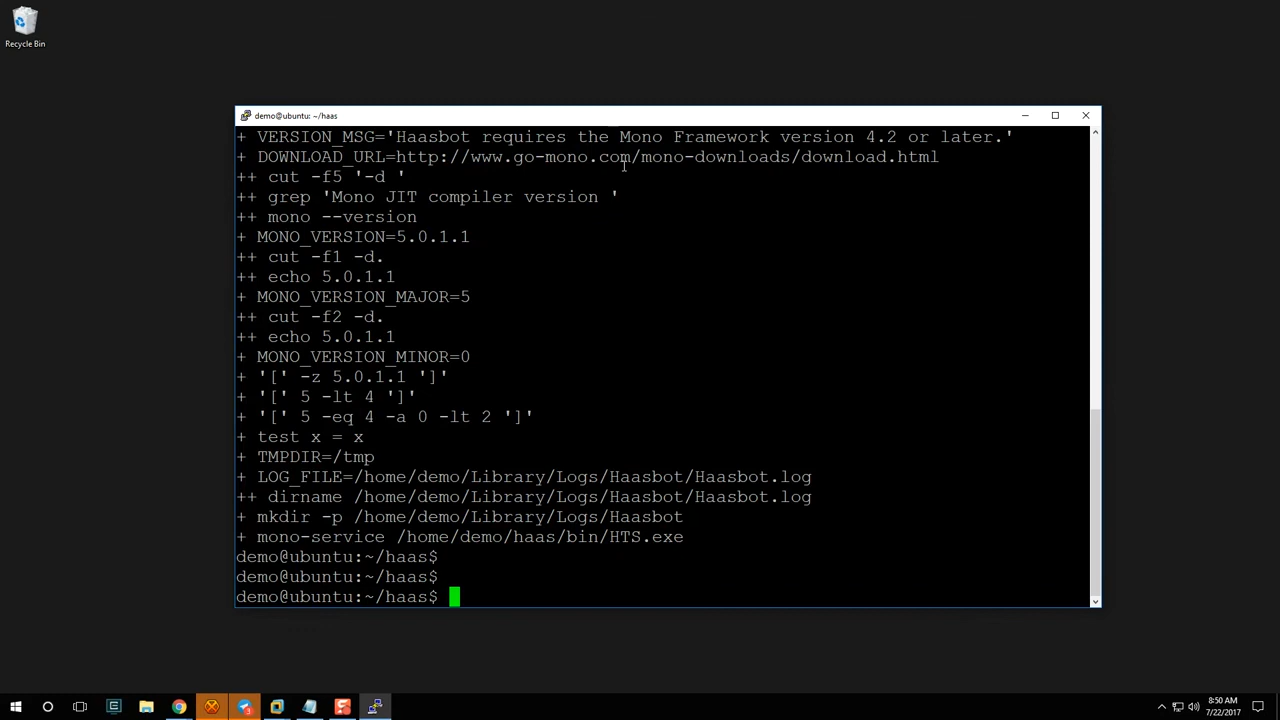 Recycle Bin
demo@ubuntu: ~/haas
+ VERSION_MSG='Haasbot requires the Mono Framework version 4.2 or later.'
+ DOWNLOAD_URL=http://www.go-mono.com/mono-downloads/download.html
++ cut -f5 '-d '
++ grep 'Mono JIT compiler version '
++ mono --version
+ MONO_VERSION=5.0.1.1
++ cut -f1 -d.
++ echo 5.0.1.1
+ MONO_VERSION_MAJOR=5
++ cut -f2 -d.
++ echo 5.0.1.1
+ MONO_VERSION_MINOR=0
+ '[' -z 5.0.1.1 ']'
+ '[' 5 -lt 4 ']'
+ '[' 5 -eq 4 -a 0 -lt 2 ']'
+ test x = x
+ TMPDIR=/tmp
+ LOG_FILE=/home/demo/Library/Logs/Haasbot/Haasbot.log
++ dirname /home/demo/Library/Logs/Haasbot/Haasbot.log
+ mkdir -p /home/demo/Library/Logs/Haasbot
+ mono-service /home/demo/haas/bin/HTS.exe
demo@ubuntu:~/haas$
demo@ubuntu:~/haas$
demo@ubuntu:~/haas$
8:50 AM
7/22/2017